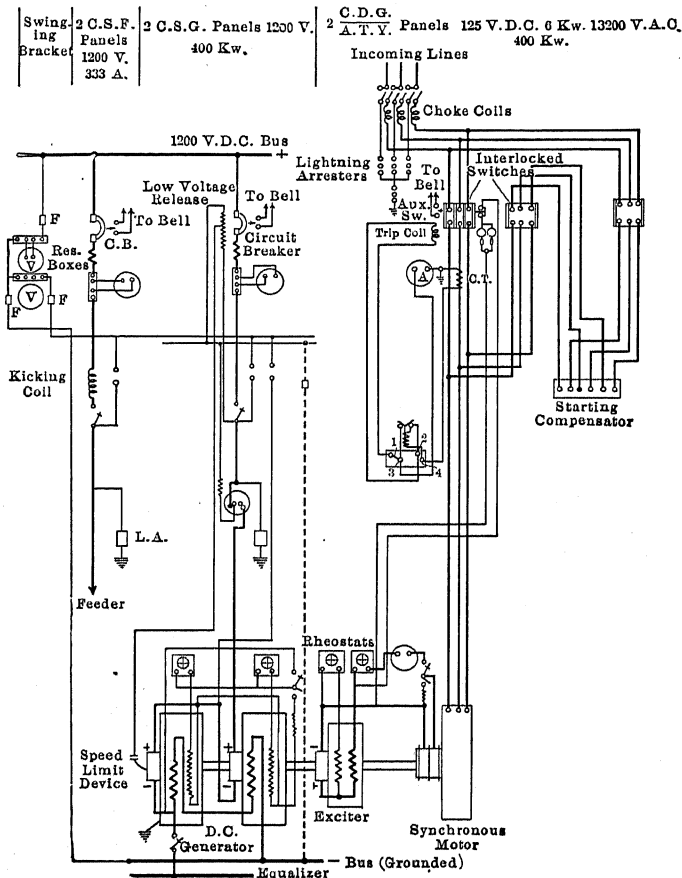 Swing-
ing
Bracket
2 C.S.F.
Panels
1200 V.
333 A.
2 C.S.G. Panels 1200 V.
400 Kw.
2 C.D.G.
A.T.Y. Panels 125 V.D.C. 6 Kw. 13200 V.A.C.
400 Kw.
Incoming Lines
Choke Coils
1200 V.D.C. Bus +
Lightning
Arresters
Interlocked
Switches
To
Bell
Aux.
Sw.
Trip Coil
Low Voltage
Release
To Bell
To Bell
F
C.B.
Circuit
Breaker
Res.
Boxes
V
V
F
F
A
C.T.
Kicking
Coil
Starting
Compensator
1
2
3
4
L.A.
Feeder
Rheostats
Speed
Limit
Device
+
-
+
-
-
+
D.C.
Generator
Exciter
Synchronous
Motor
- Bus (Grounded)
Equalizer